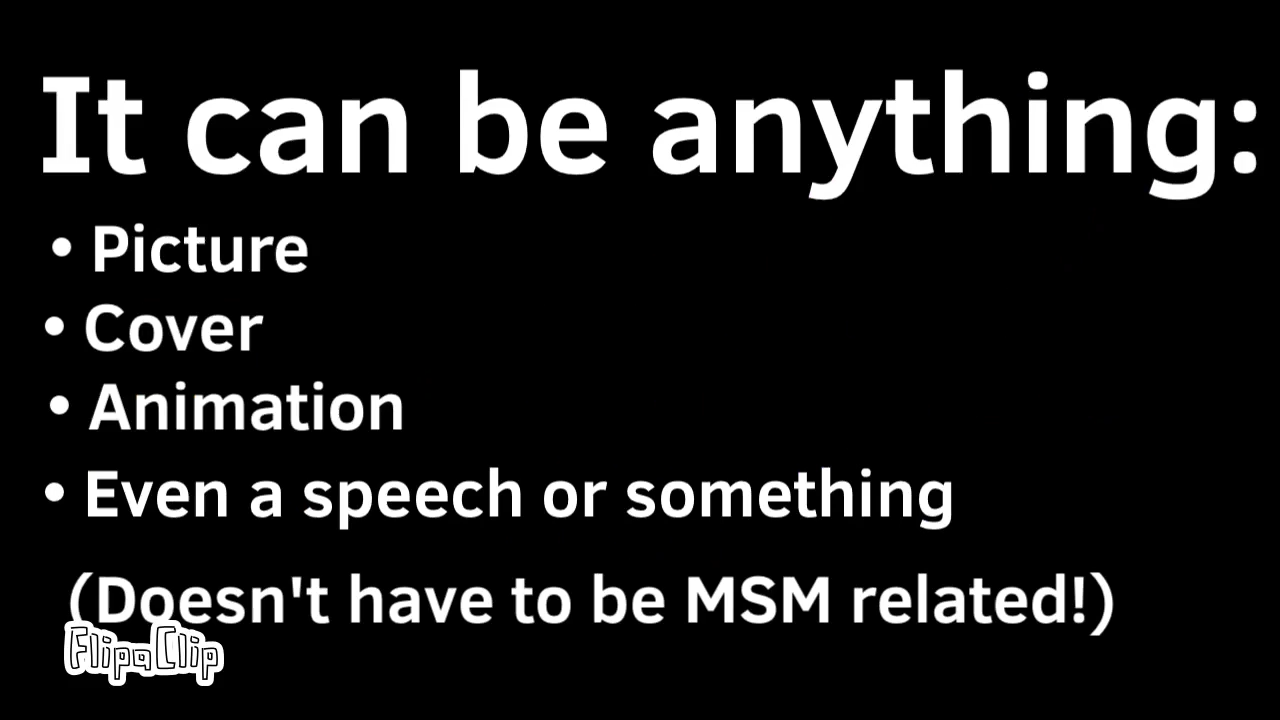 It can be anything:
• Picture
• Cover
• Animation
• Even a speech or something
(Doesn't have to be MSM related!)
FlipaClip